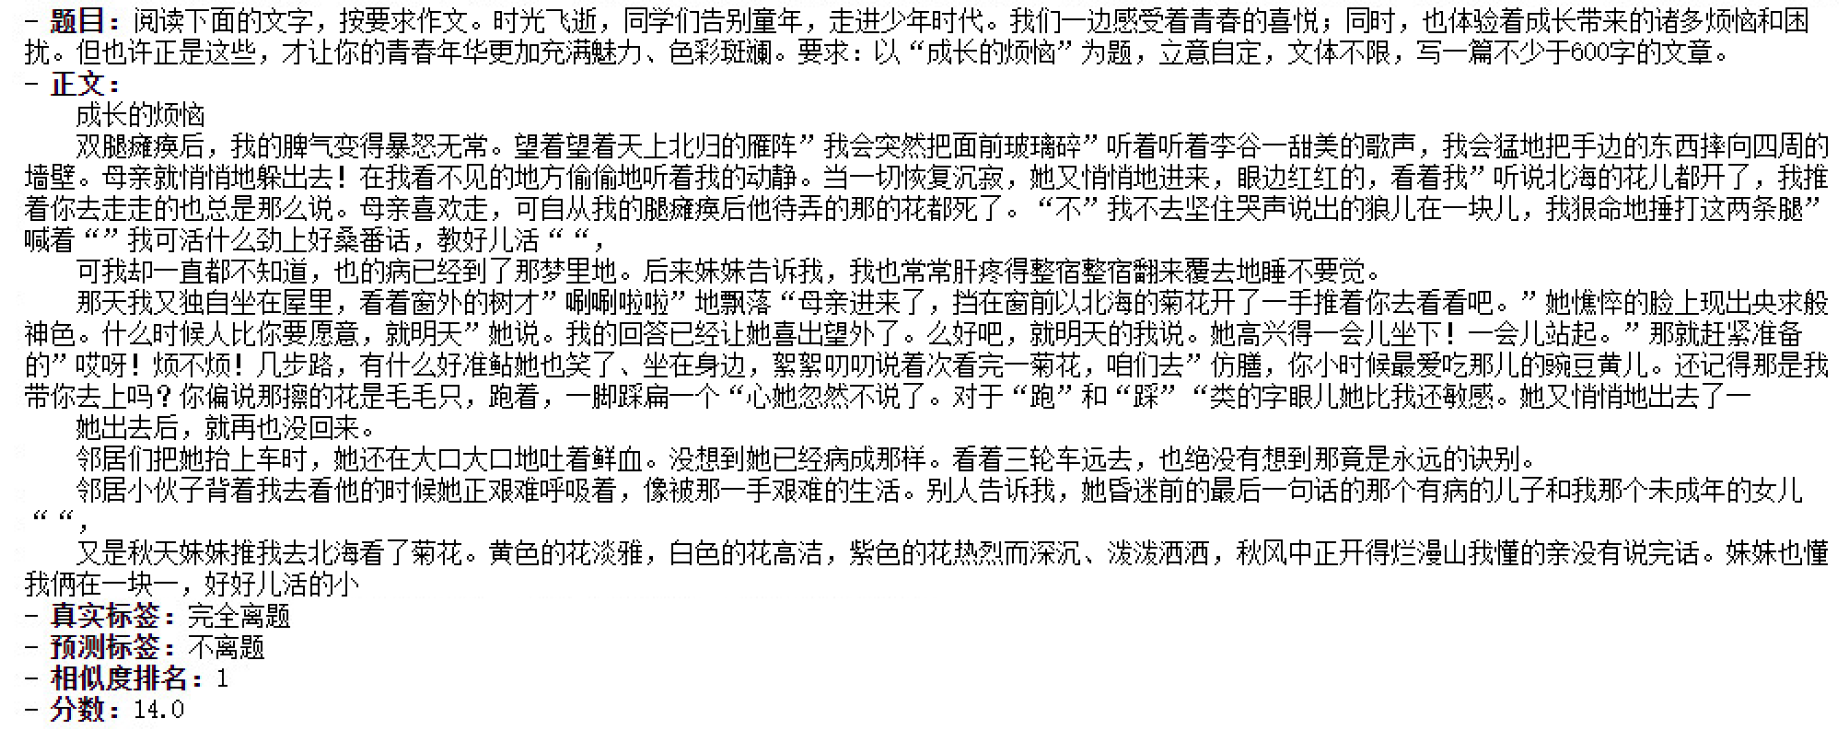 - 题目：阅读下面的文字，按要求作文。时光飞逝，同学们告别童年，走进少年时代。我们一边感受着青春的喜悦；同时，也体验着成长带来的诸多烦恼和困
扰。但也许正是这些，才让你的青春年华更加充满魅力、色彩斑斓。要求：以“成长的烦恼”为题，立意自定，文体不限，写一篇不少于600字的文章。
- 正文：
成长的烦恼
双腿瘫痪后，我的脾气变得暴怒无常。望着望着天上北归的雁阵”我会突然把面前玻璃碎”听着听着李谷一甜美的歌声，我会猛地把手边的东西摔向四周的
墙壁。母亲就悄悄地躲出去！在我看不见的地方偷偷地听着我的动静。当一切恢复沉寂，她又悄悄地进来，眼边红红的，看着我”听说北海的花儿都开了，我推
着你去走走的也总是那么说。母亲喜欢走，可自从我的腿瘫痪后他待弄的那的花都死了。“不”我不去坚住哭声说出的狼儿在一块儿，我狠命地捶打这两条腿”
喊着“”我可活什么劲上好桑番话，教好儿活““，
可我却一直都不知道，也的病已经到了那梦里地。后来妹妹告诉我，我也常常肝疼得整宿整宿翻来覆去地睡不要觉。
那天我又独自坐在屋里，看着窗外的树才”唰唰啦啦”地飘落“母亲进来了，挡在窗前以北海的菊花开了一手推着你去看看吧。”她憔悴的脸上现出央求般
神色。什么时候人比你要愿意，就明天”她说。我的回答已经让她喜出望外了。么好吧，就明天的我说。她高兴得一会儿坐下！一会儿站起。”那就赶紧准备
的”哎呀！烦不烦！几步路，有什么好准鲇她也笑了、坐在身边，絮絮叨叨说着次看完一菊花，咱们去”仿膳，你小时候最爱吃那儿的豌豆黄儿。还记得那是我
带你去上吗？你偏说那擦的花是毛毛只，跑着，一脚踩扁一个“心她忽然不说了。对于“跑”和“踩”“类的字眼儿她比我还敏感。她又悄悄地出去了一
她出去后，就再也没回来。
邻居们把她抬上车时，她还在大口大口地吐着鲜血。没想到她已经病成那样。看着三轮车远去，也绝没有想到那竟是永远的诀别。
邻居小伙子背着我去看他的时候她正艰难呼吸着，像被那一手艰难的生活。别人告诉我，她昏迷前的最后一句话的那个有病的儿子和我那个未成年的女儿
““，
又是秋天妹妹推我去北海看了菊花。黄色的花淡雅，白色的花高洁，紫色的花热烈而深沉、泼泼洒洒，秋风中正开得烂漫山我懂的亲没有说完话。妹妹也懂
我俩在一块一，好好儿活的小
- 真实标签：完全离题
- 预测标签：不离题
- 相似度排名：1
- 分数：14.0